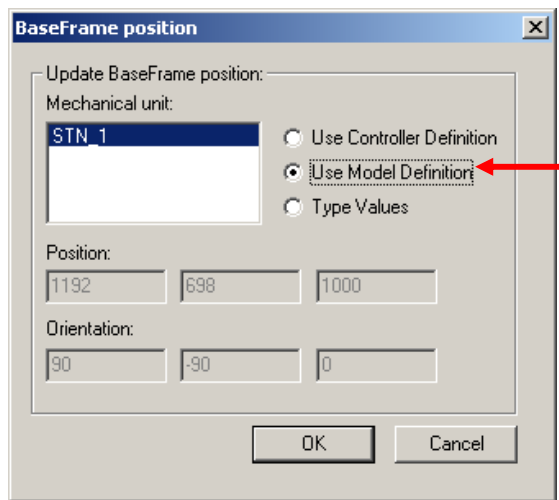 BaseFrame position
Update BaseFrame position:
Mechanical unit:
STN_1
Use Controller Definition
Use Model Definition
Type Values
Position:
1192 698 1000
Orientation:
90 -90 0
OK Cancel